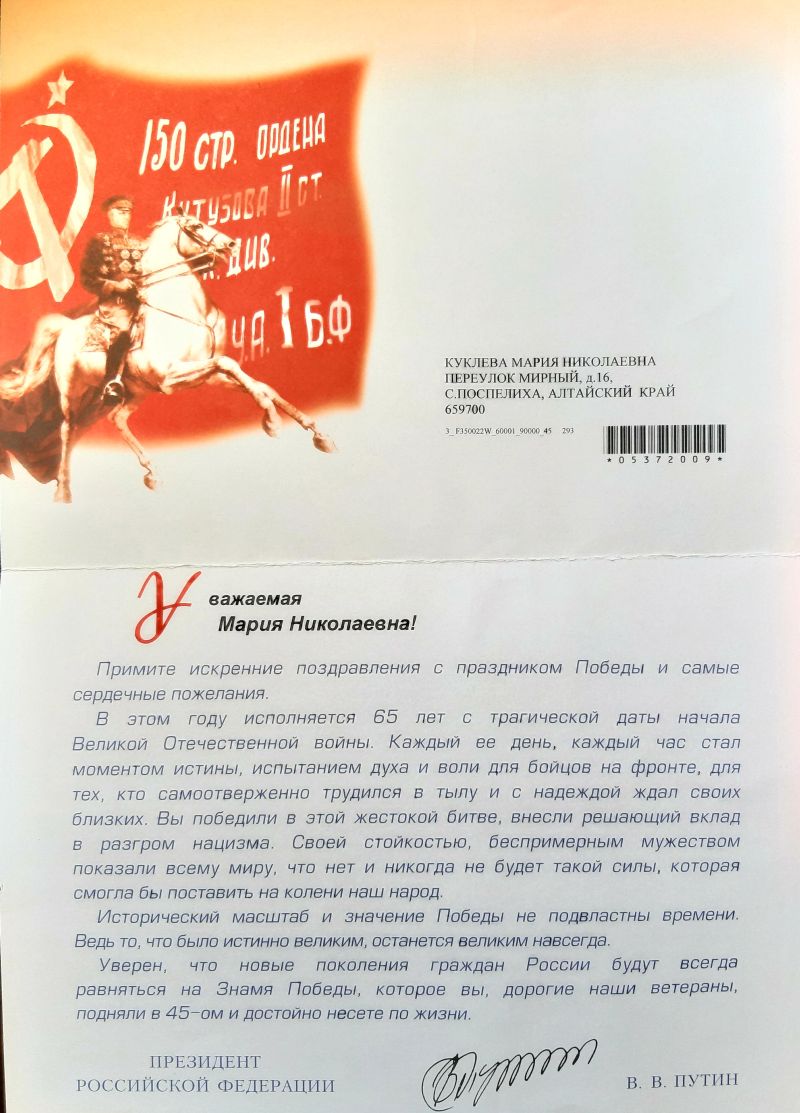 150 СТР. ОРДЕНА
КУТУЗОВА II СТ.
ДИВ.
У.А. I Б.Ф
КУКЛЕВА МАРИЯ НИКОЛАЕВНА
ПЕРЕУЛОК МИРНЫЙ, д.16,
С.ПОСПЕЛИХА, АЛТАЙСКИЙ КРАЙ
659700
3_F350022W_60001_90000_45 293
*05372009*
Уважаемая
Мария Николаевна!
Примите искренние поздравления с праздником Победы и самые
сердечные пожелания.
В этом году исполняется 65 лет с трагической даты начала
Великой Отечественной войны. Каждый ее день, каждый час стал
моментом истины, испытанием духа и воли для бойцов на фронте, для
тех, кто самоотверженно трудился в тылу и с надеждой ждал своих
близких. Вы победили в этой жестокой битве, внесли решающий вклад
в разгром нацизма. Своей стойкостью, беспримерным мужеством
показали всему миру, что нет и никогда не будет такой силы, которая
смогла бы поставить на колени наш народ.
Исторический масштаб и значение Победы не подвластны времени.
Ведь то, что было истинно великим, останется великим навсегда.
Уверен, что новые поколения граждан России будут всегда
равняться на Знамя Победы, которое вы, дорогие наши ветераны,
подняли в 45-ом и достойно несете по жизни.
ПРЕЗИДЕНТ
РОССИЙСКОЙ ФЕДЕРАЦИИ
В. В. ПУТИН